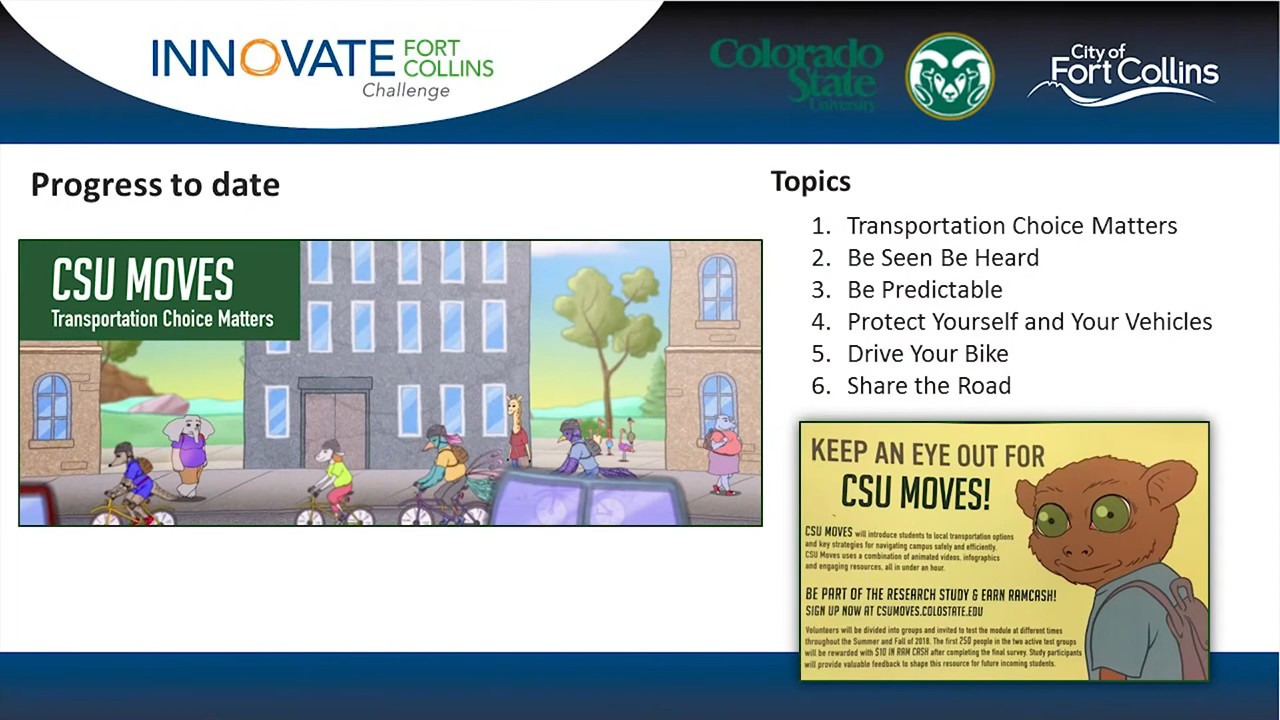 INNOVATE FORT COLLINS
Challenge
Colorado State University
City of Fort Collins
Progress to date
CSU MOVES
Transportation Choice Matters
Topics
1. Transportation Choice Matters
2. Be Seen Be Heard
3. Be Predictable
4. Protect Yourself and Your Vehicles
5. Drive Your Bike
6. Share the Road
KEEP AN EYE OUT FOR
CSU MOVES!
CSU MOVES will introduce students to local transportation options
and key strategies for navigating campus safely and efficiently.
CSU Moves uses a combination of animated videos, infographics
and engaging resources, all in under an hour.
BE PART OF THE RESEARCH STUDY & EARN RAMCASH!
SIGN UP NOW AT CSUMOVES.COLOSTATE.EDU
Volunteers will be divided into groups and invited to test the module at different times
throughout the Summer and Fall of 2018. The first 250 people in the two active test groups
will be rewarded with $10 IN RAM CASH after completing the final survey. Study participants
will provide valuable feedback to shape this resource for future incoming students.